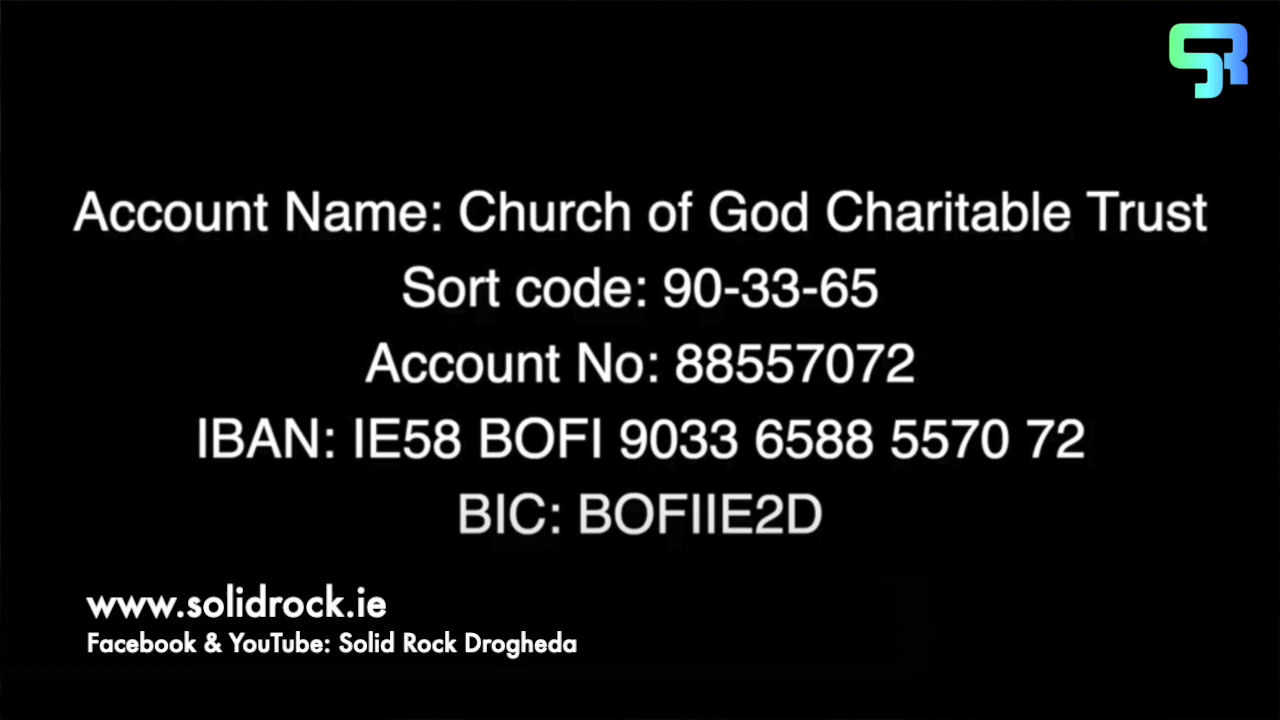 SR
Account Name: Church of God Charitable Trust
Sort code: 90-33-65
Account No: 88557072
IBAN: IE58 BOFI 9033 6588 5570 72
BIC: BOFIIE2D
www.solidrock.ie
Facebook & YouTube: Solid Rock Drogheda